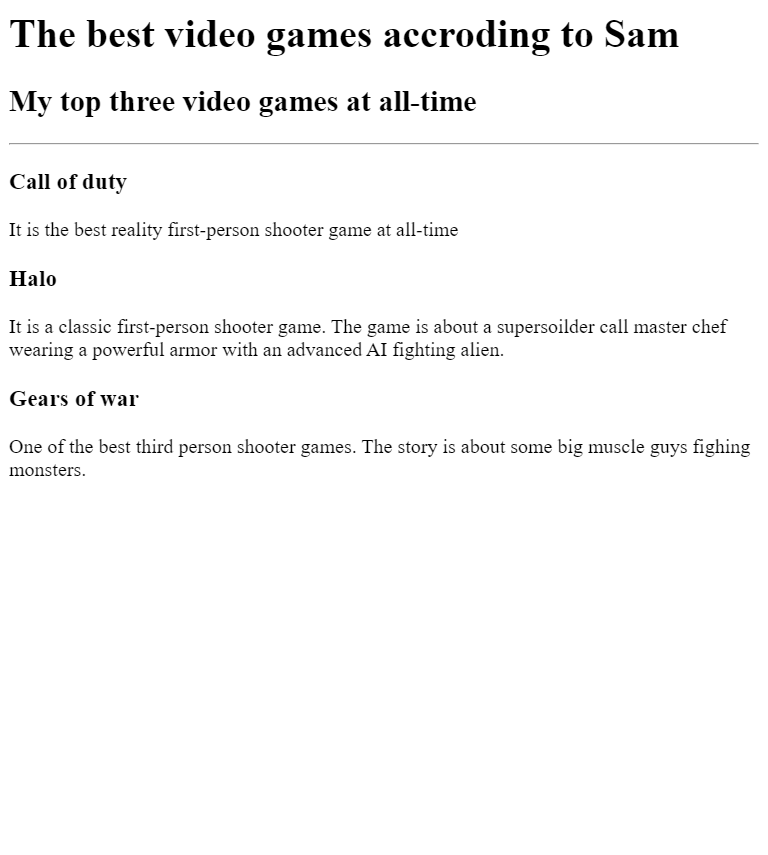 The best video games accroding to Sam
My top three video games at all-time
Call of duty
It is the best reality first-person shooter game at all-time
Halo
It is a classic first-person shooter game. The game is about a supersoilder call master chef
wearing a powerful armor with an advanced AI fighting alien.
Gears of war
One of the best third person shooter games. The story is about some big muscle guys fighing
monsters.